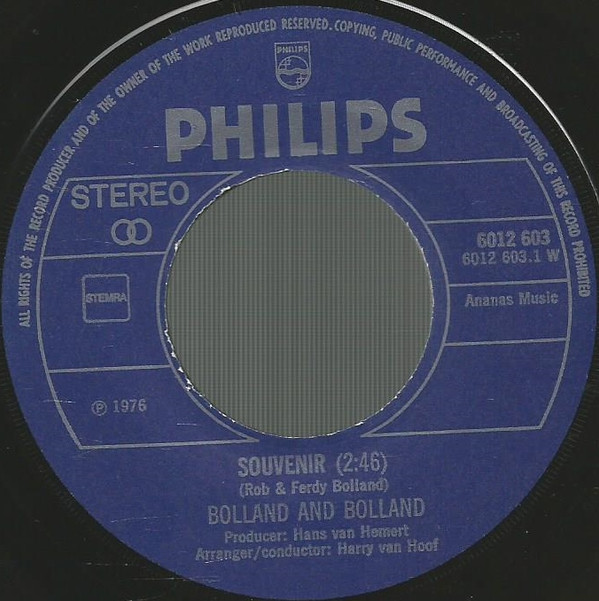 ALL RIGHTS OF THE RECORD PRODUCER AND OF THE OWNER OF THE WORK REPRODUCED RESERVED. COPYING, PUBLIC PERFORMANCE AND BROADCASTING OF THIS RECORD PROHIBITED
PHILIPS
PHILIPS
STEREO
6012 603
6012 603.1 W
STEMRA
Ananas Music
℗ 1976
SOUVENIR (2:46)
(Rob & Ferdy Bolland)
BOLLAND AND BOLLAND
Producer: Hans van Hemert
Arranger/conductor: Harry van Hoof